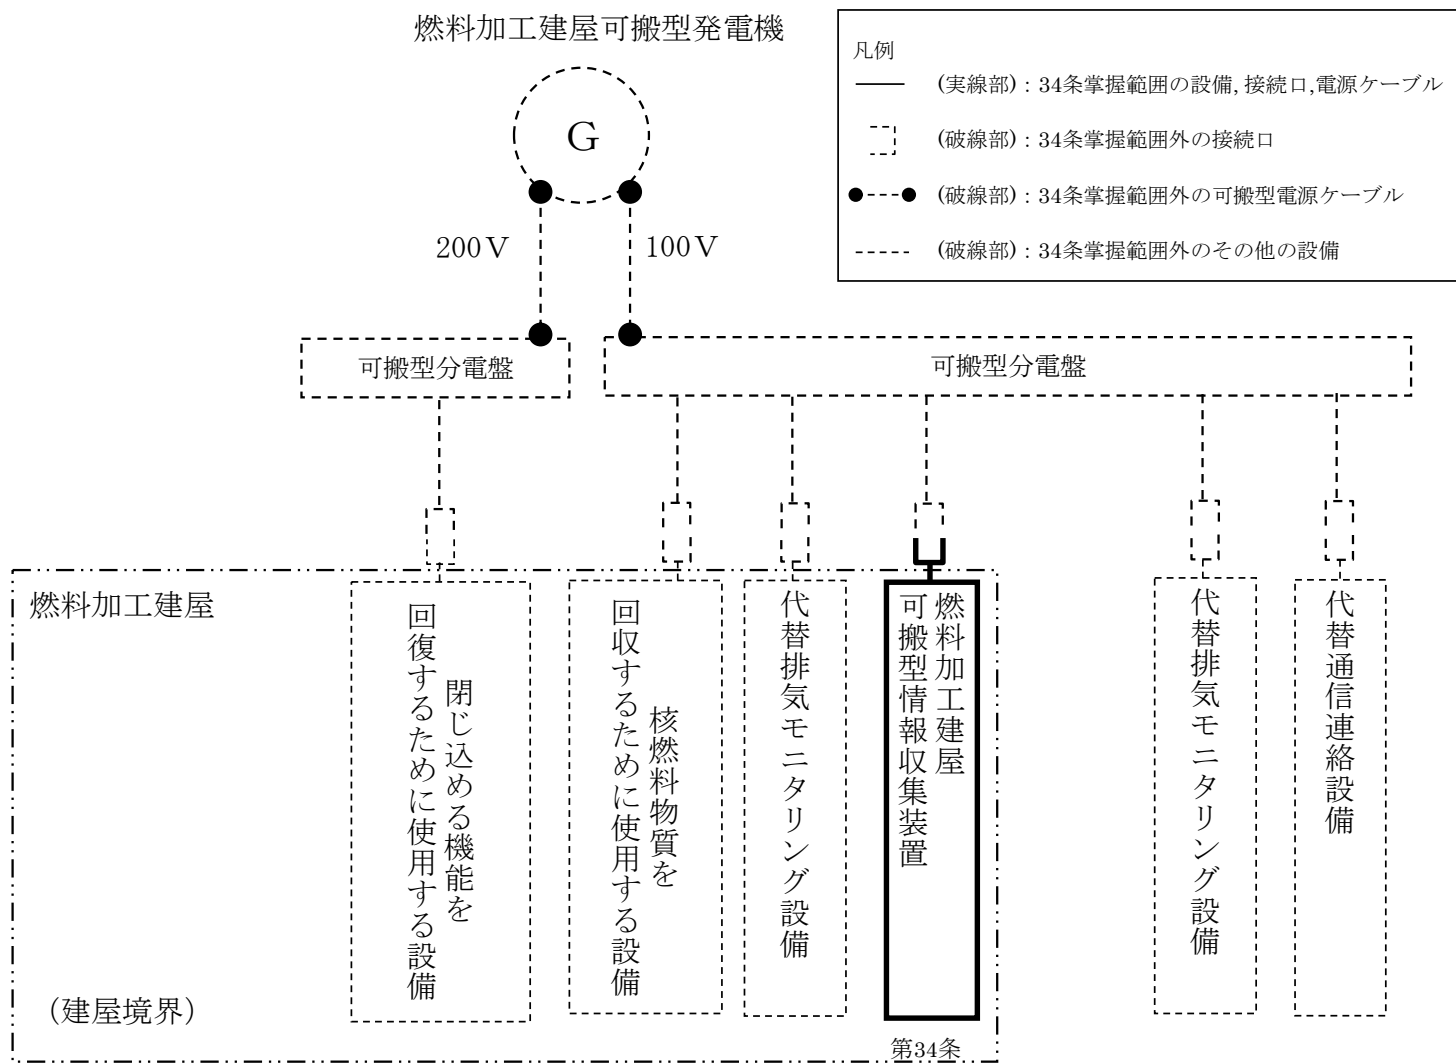 燃料加工建屋可搬型発電機
G
200V
100V
凡例
(実線部)：34条掌握範囲の設備,接続口,電源ケーブル
(破線部)：34条掌握範囲外の接続口
(破線部)：34条掌握範囲外の可搬型電源ケーブル
(破線部)：34条掌握範囲外のその他の設備
可搬型分電盤
可搬型分電盤
燃料加工建屋
閉じ込める機能を
回復するために使用する設備
核燃料物質を
回収するために使用する設備
代替排気モニタリング設備
燃料加工建屋
可搬型情報収集装置
代替排気モニタリング設備
代替通信連絡設備
(建屋境界)
第34条